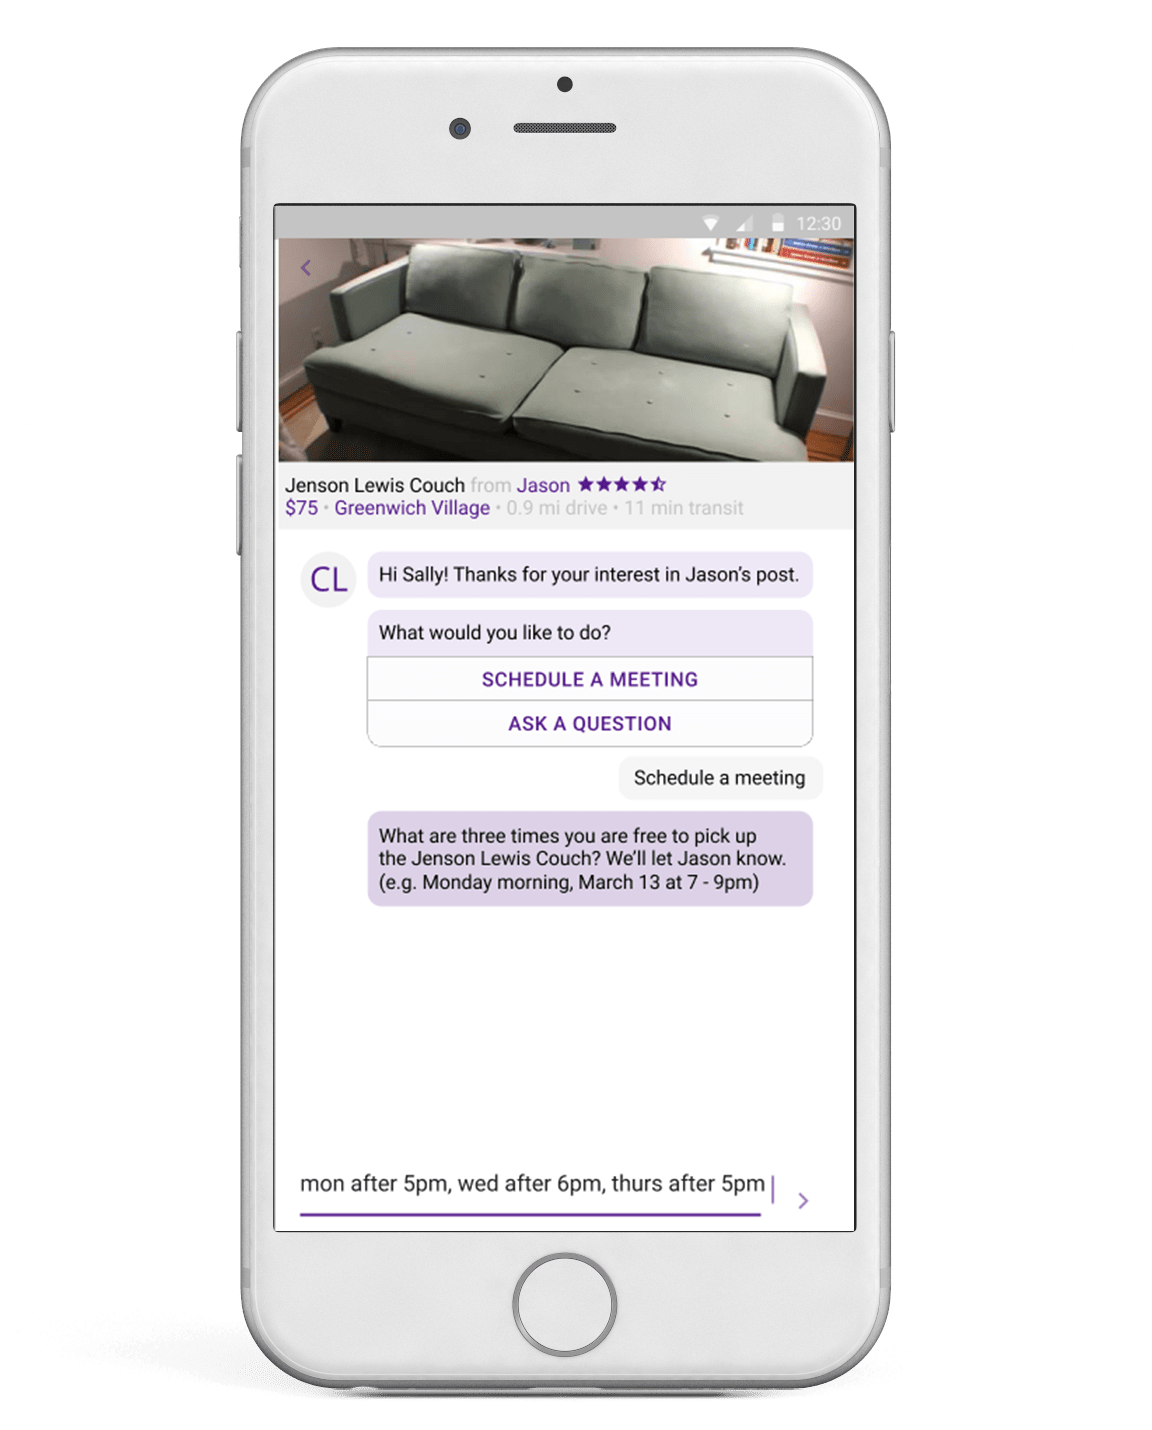 12:30
Jenson Lewis Couch from Jason
$75 • Greenwich Village • 0.9 mi drive • 11 min transit
CL
Hi Sally! Thanks for your interest in Jason's post.
What would you like to do?
SCHEDULE A MEETING
ASK A QUESTION
Schedule a meeting
What are three times you are free to pick up
the Jenson Lewis Couch? We'll let Jason know.
(e.g. Monday morning, March 13 at 7 - 9pm)
mon after 5pm, wed after 6pm, thurs after 5pm